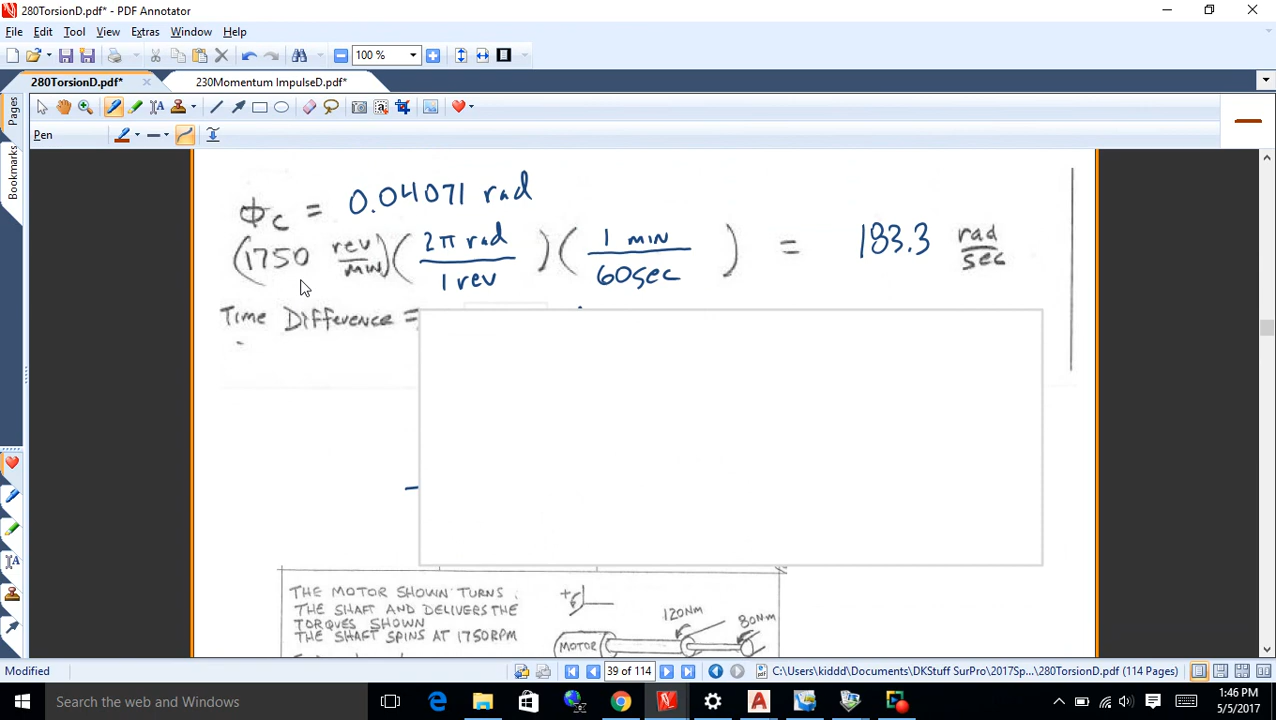 280TorsionD.pdf* - PDF Annotator
File Edit Tool View Extras Window Help
100 %
280TorsionD.pdf* 230Momentum ImpulseD.pdf*
Pages
Bookmarks
Pen
ΦC = 0.04071 rad
(1750 rev/MIN)(2π rad/1 rev)(1 MIN/60sec) = 183.3 rad/sec
Time Difference =
THE MOTOR SHOWN TURNS
THE SHAFT AND DELIVERS THE
TORQUES SHOWN
THE SHAFT SPINS AT 1750RPM
120NM
80NM
MOTOR
Modified
39 of 114
C:\Users\kiddd\Documents\DKStuff SurPro\2017Sp...\280TorsionD.pdf (114 Pages)
Search the web and Windows
1:46 PM
5/5/2017